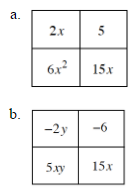 a.
2x 5
6x² 15x
b.
-2y -6
5xy 15x